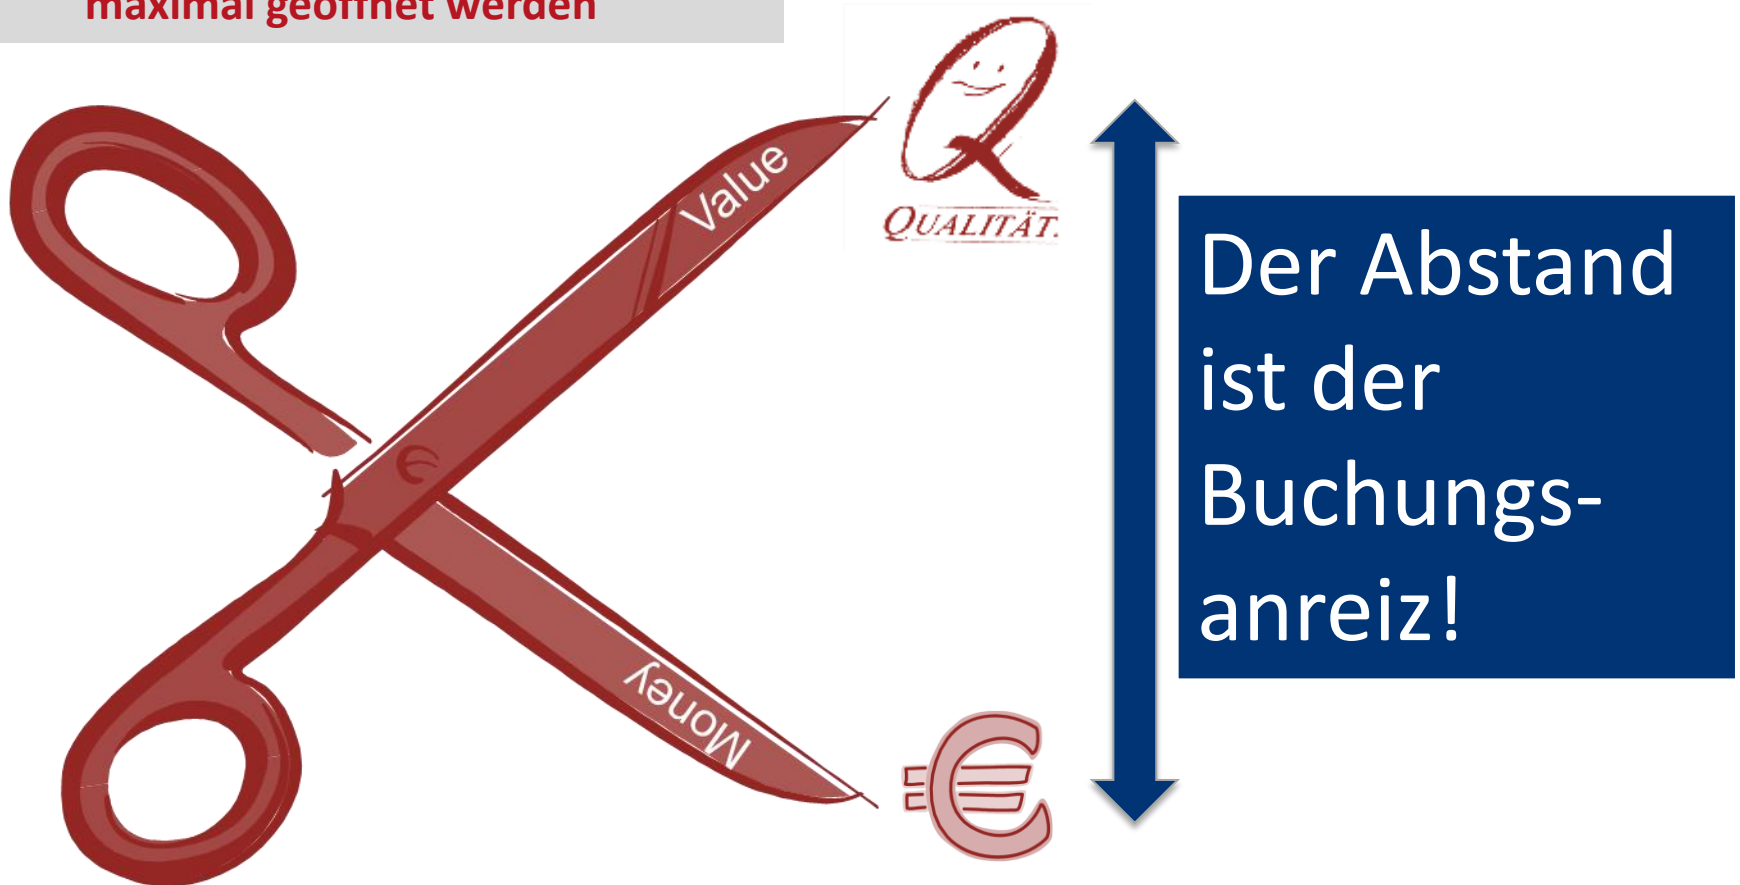 maximal geöffnet werden
Value
QUALITÄT.
Der Abstand
ist der
Buchungs-
anreiz!
Money
€